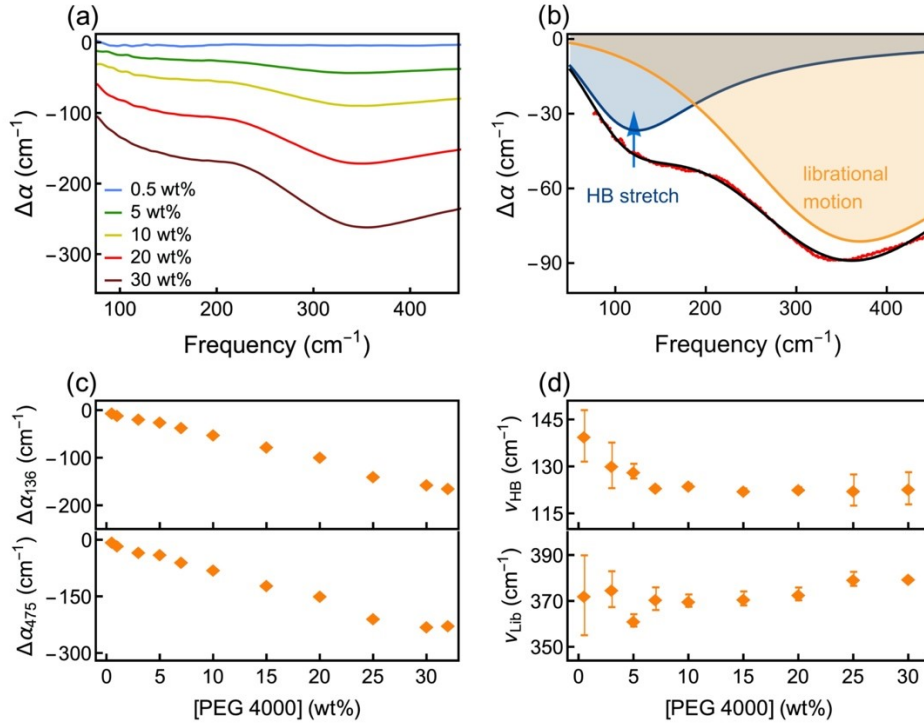 (a)
0
−100
−200
−300
Δα (cm⁻¹)
0.5 wt%
5 wt%
10 wt%
20 wt%
30 wt%
100 200 300 400
Frequency (cm⁻¹)
(b)
0
−30
−60
−90
Δα (cm⁻¹)
HB stretch
librational
motion
100 200 300 400
Frequency (cm⁻¹)
(c)
0
−100
−200
Δα₁₃₆ (cm⁻¹)
0
−150
−300
Δα₄₇₅ (cm⁻¹)
0 5 10 15 20 25 30
[PEG 4000] (wt%)
(d)
145
130
115
νHB (cm⁻¹)
390
370
350
νLib (cm⁻¹)
0 5 10 15 20 25 30
[PEG 4000] (wt%)